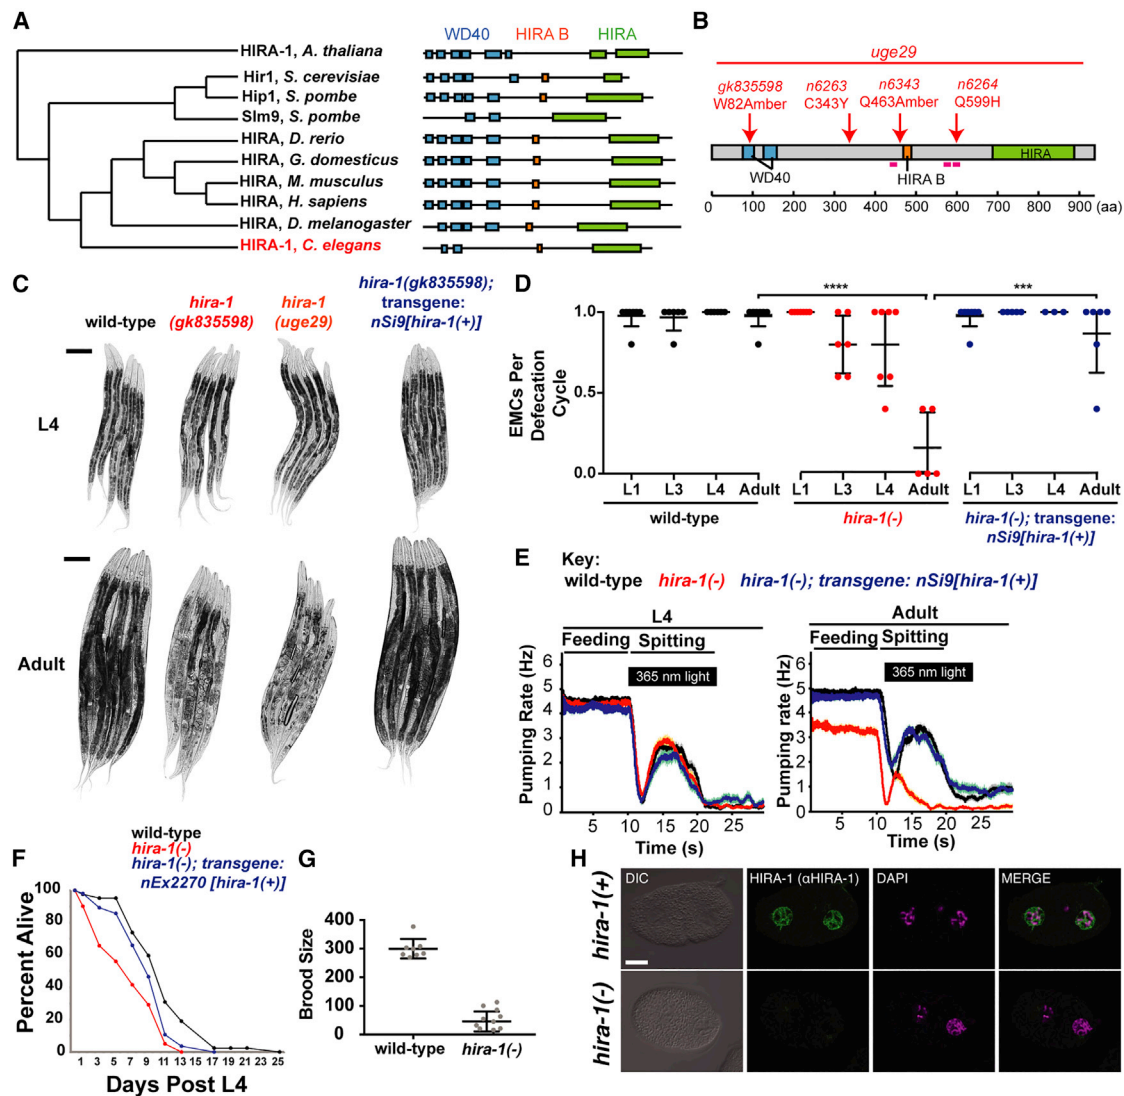 A
WD40 HIRA B HIRA
HIRA-1, A. thaliana
Hir1, S. cerevisiae
Hip1, S. pombe
Slm9, S. pombe
HIRA, D. rerio
HIRA, G. domesticus
HIRA, M. musculus
HIRA, H. sapiens
HIRA, D. melanogaster
HIRA-1, C. elegans
B
uge29
gk835598 n6263 n6343 n6264
W82Amber C343Y Q463Amber Q599H
HIRA
WD40 HIRA B
0 100 200 300 400 500 600 700 800 900 (aa)
C
wild-type
hira-1
(gk835598)
hira-1
(uge29)
hira-1(gk835598);
transgene:
nSi9[hira-1(+)]
L4
Adult
D
**** ***
EMCs Per
Defecation
Cycle
1.0
0.5
0.0
L1 L3 L4 Adult L1 L3 L4 Adult L1 L3 L4 Adult
wild-type
hira-1(-)
hira-1(-); transgene:
nSi9[hira-1(+)]
E
Key:
wild-type hira-1(-) hira-1(-); transgene: nSi9[hira-1(+)]
L4
Feeding Spitting
365 nm light
Pumping Rate (Hz)
6
5
4
3
2
1
0
5 10 15 20 25
Time (s)
Adult
Feeding Spitting
365 nm light
Pumping rate (Hz)
6
5
4
3
2
1
0
5 10 15 20 25
Time (s)
F
wild-type
hira-1(-)
hira-1(-); transgene:
nEx2270 [hira-1(+)]
Percent Alive
100
80
60
40
20
0
1 3 5 7 9 11 13 15 17 19 21 23 25
Days Post L4
G
Brood Size
400
300
200
100
0
wild-type hira-1(-)
H
DIC HIRA-1 (αHIRA-1) DAPI MERGE
hira-1(+)
hira-1(-)